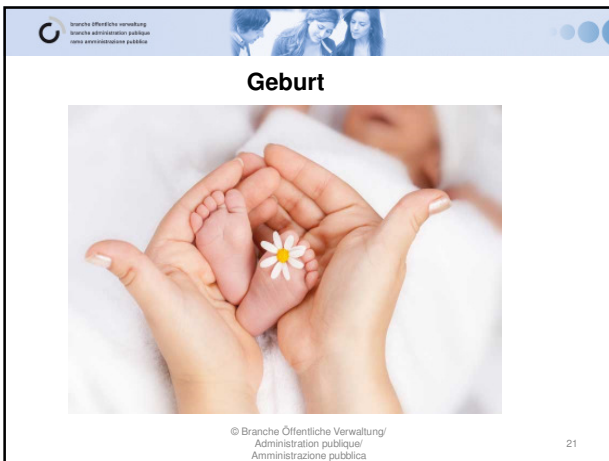 branche öffentliche verwaltung
branche administration publique
ramo amministrazione pubblica
Geburt
© Branche Öffentliche Verwaltung/
Administration publique/
Amministrazione pubblica
21